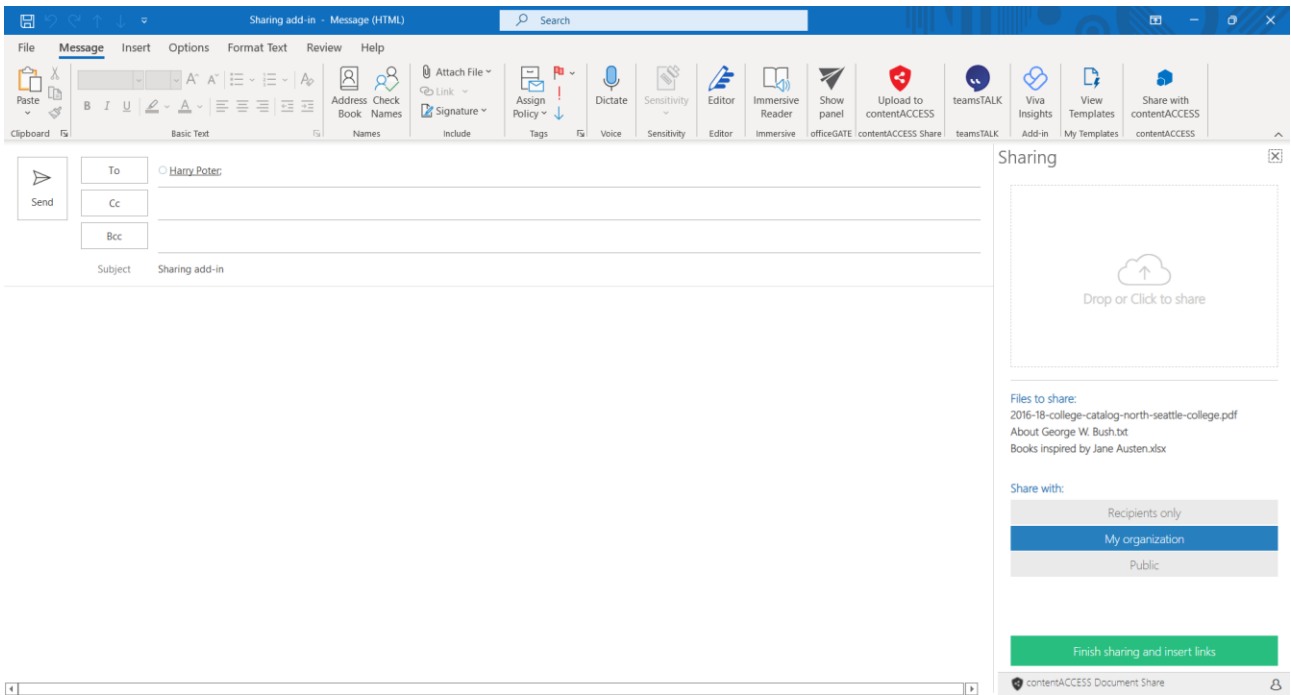 Sharing add-in - Message (HTML)
Search
File Message Insert Options Format Text Review Help
Paste
Clipboard
B I U
Basic Text
Address Book
Check Names
Names
Attach File
Link
Signature
Include
Assign Policy
Tags
Dictate
Voice
Sensitivity
Sensitivity
Editor
Editor
Immersive Reader
Immersive
Show panel
officeGATE
Upload to contentACCESS
contentACCESS Share
teamsTALK
teamsTALK
Viva Insights
Add-in
View Templates
My Templates
Share with contentACCESS
contentACCESS
Send
To
Harry Poter;
Cc
Bcc
Subject Sharing add-in
Sharing
Drop or Click to share
Files to share:
2016-18-college-catalog-north-seattle-college.pdf
About George W. Bush.txt
Books inspired by Jane Austen.xlsx
Share with:
Recipients only
My organization
Public
Finish sharing and insert links
contentACCESS Document Share